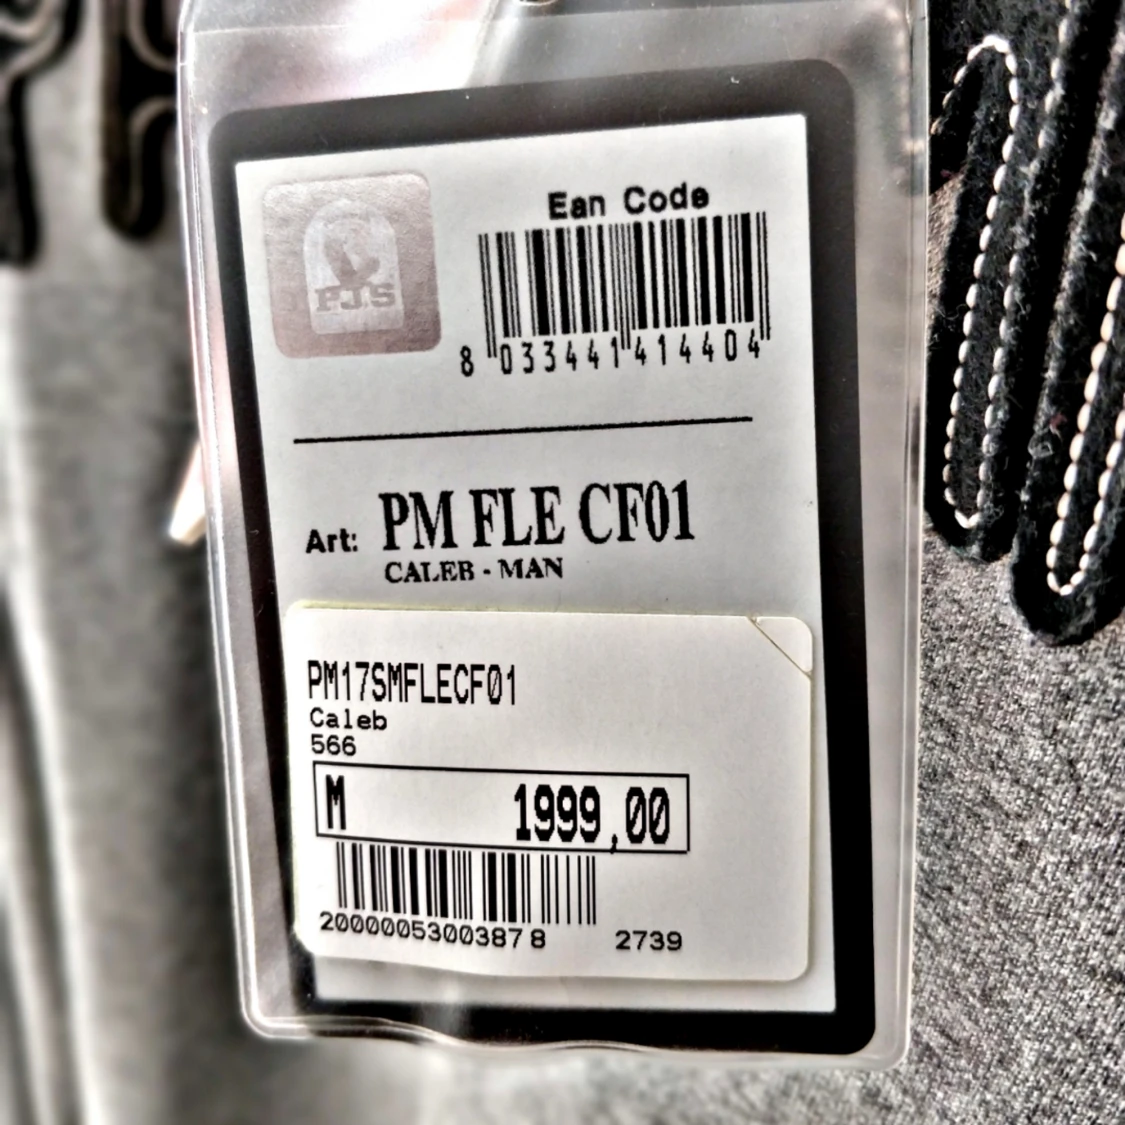 PJS
Ean Code
8 033441 414404
Art: PM FLE CF01
CALEB - MAN
PM17SMFLECF01
Caleb
566
M 1999,00
2000005300387 8 2739